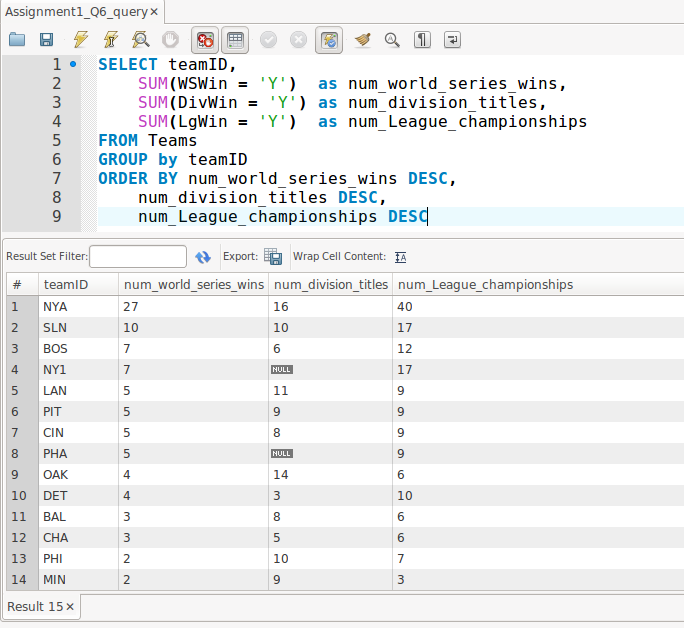 Assignment1_Q6_query×
1 SELECT teamID,
2 SUM(WSWin = 'Y')  as num_world_series_wins,
3 SUM(DivWin = 'Y') as num_division_titles,
4 SUM(LgWin = 'Y')  as num_League_championships
5 FROM Teams
6 GROUP by teamID
7 ORDER BY num_world_series_wins DESC,
8 num_division_titles DESC,
9 num_League_championships DESC
Result Set Filter: Export: Wrap Cell Content:
# teamID num_world_series_wins num_division_titles num_League_championships
1 NYA 27 16 40
2 SLN 10 10 17
3 BOS 7 6 12
4 NY1 7 NULL 17
5 LAN 5 11 9
6 PIT 5 9 9
7 CIN 5 8 9
8 PHA 5 NULL 9
9 OAK 4 14 6
10 DET 4 3 10
11 BAL 3 8 6
12 CHA 3 5 6
13 PHI 2 10 7
14 MIN 2 9 3
Result 15×